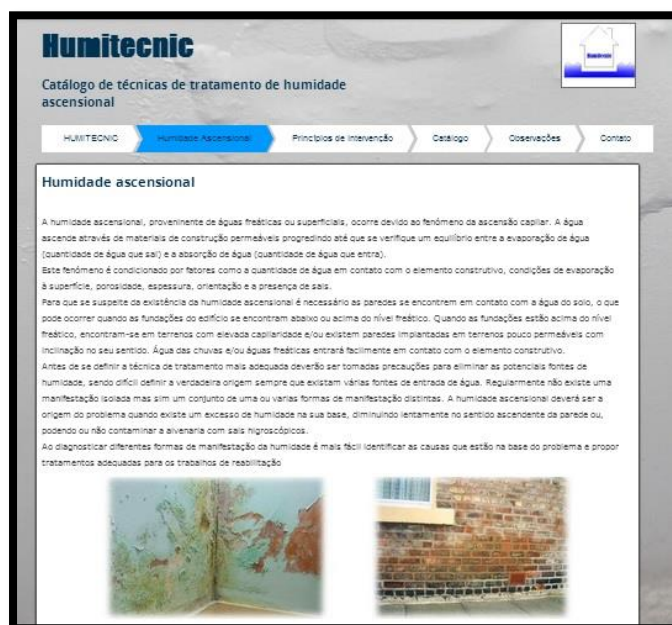 Humitecnic
Catálogo de técnicas de tratamento de humidade
ascensional
Humitecnic
HUMITECNIC
Humidade Ascensional
Princípios de Intervenção
Catálogo
Observações
Contato
Humidade ascensional
A humidade ascensional, proveninente de águas freáticas ou superficiais, ocorre devido ao fenómeno da ascensão capilar. A água
ascende através de materiais de construção permeáveis progredindo até que se verifique um equilíbrio entre a evaporação de água
(quantidade de água que sai) e a absorção de água (quantidade de água que entra).
Este fenómeno é condicionado por fatores como a quantidade de água em contato com o elemento construtivo, condições de evaporação
à superfície, porosidade, espessura, orientação e a presença de sais.
Para que se suspeite da existência da humidade ascensional é necessário as paredes se encontrem em contato com a água do solo, o que
pode ocorrer quando as fundações do edifício se encontram abaixo ou acima do nível freático. Quando as fundações estão acima do nível
freático, encontram-se em terrenos com elevada capilaridade e/ou existem paredes implantadas em terrenos pouco permeáveis com
inclinação no seu sentido. Água das chuvas e/ou águas freáticas entrará facilmente em contato com o elemento construtivo.
Antes de se definir a técnica de tratamento mais adequada deverão ser tomadas precauções para eliminar as potenciais fontes de
humidade, sendo difícil definir a verdadeira origem sempre que existam várias fontes de entrada de água. Regularmente não existe uma
manifestação isolada mas sim um conjunto de uma ou varias formas de manifestação distintas. A humidade ascensional deverá ser a
origem do problema quando existe um excesso de humidade na sua base, diminuindo lentamente no sentido ascendente da parede ou,
podendo ou não contaminar a alvenaria com sais higroscópicos.
Ao diagnosticar diferentes formas de manifestação da humidade é mais fácil identificar as causas que estão na base do problema e propor
tratamentos adequadas para os trabalhos de reabilitação